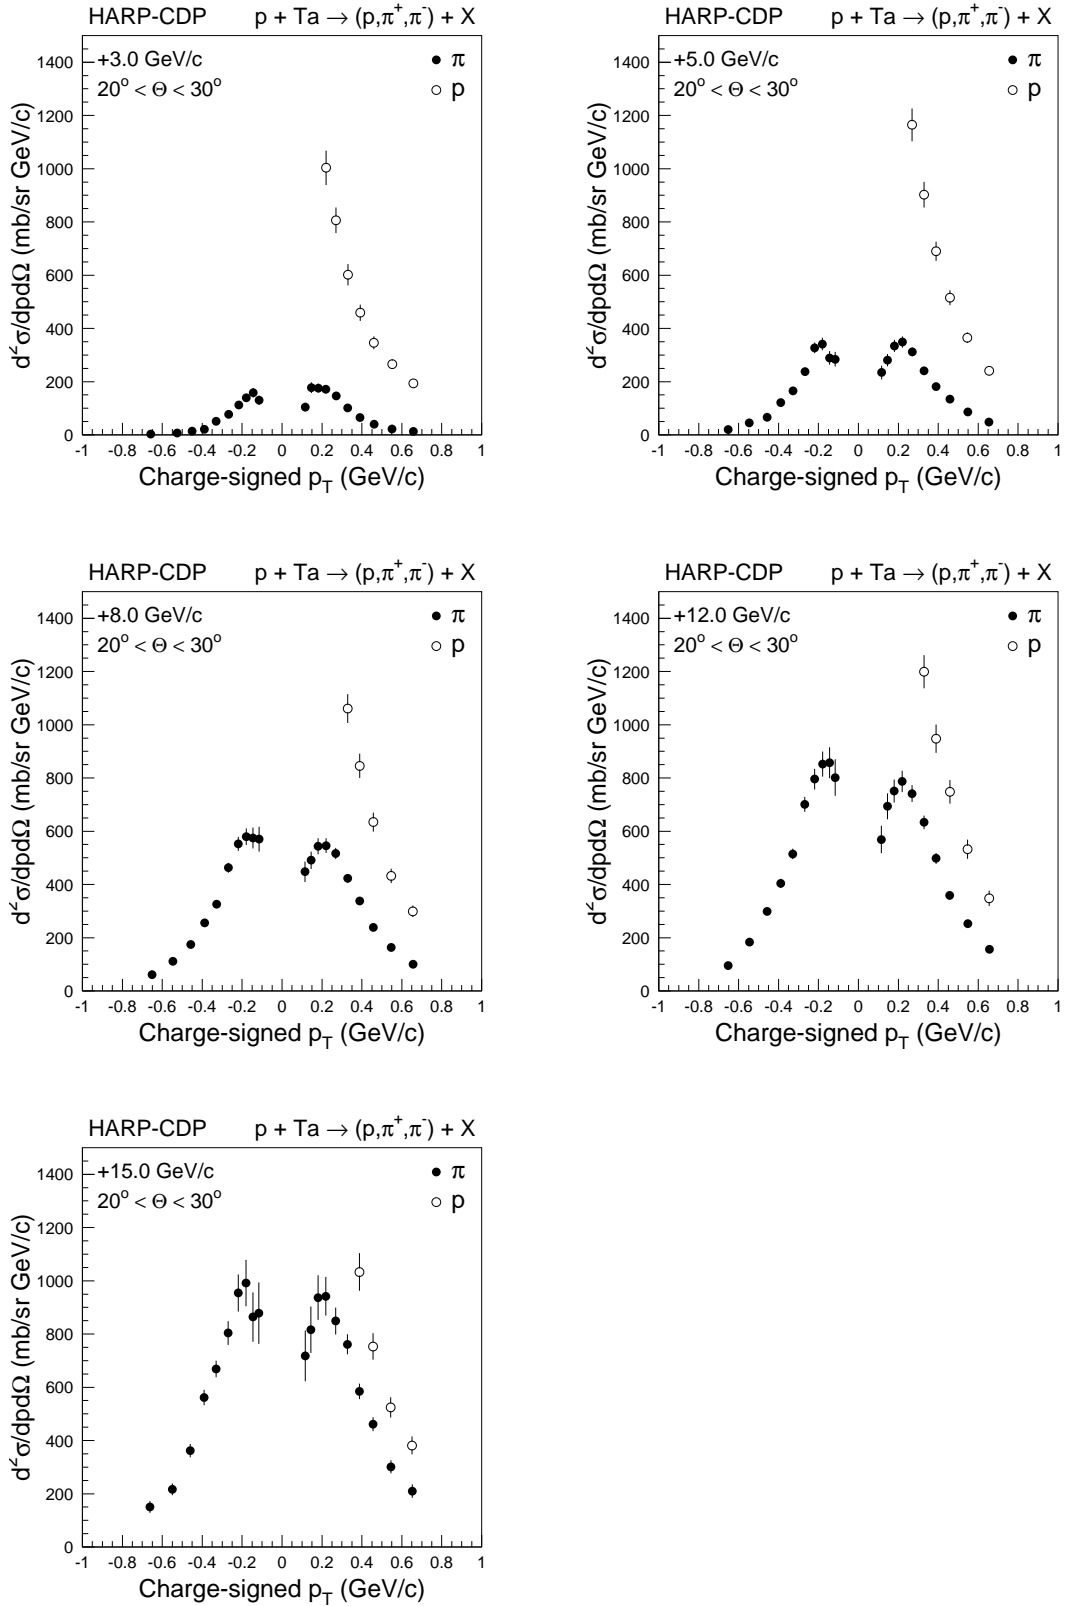 HARP-CDP p + Ta → (p,π⁺,π⁻) + X
+3.0 GeV/c
20° < Θ < 30°
π
p
d²σ/dpdΩ (mb/sr GeV/c)
1400
1200
1000
800
600
400
200
0
-1 -0.8 -0.6 -0.4 -0.2 0 0.2 0.4 0.6 0.8 1
Charge-signed p_T (GeV/c)
HARP-CDP p + Ta → (p,π⁺,π⁻) + X
+5.0 GeV/c
20° < Θ < 30°
π
p
d²σ/dpdΩ (mb/sr GeV/c)
1400
1200
1000
800
600
400
200
0
-1 -0.8 -0.6 -0.4 -0.2 0 0.2 0.4 0.6 0.8 1
Charge-signed p_T (GeV/c)
HARP-CDP p + Ta → (p,π⁺,π⁻) + X
+8.0 GeV/c
20° < Θ < 30°
π
p
d²σ/dpdΩ (mb/sr GeV/c)
1400
1200
1000
800
600
400
200
0
-1 -0.8 -0.6 -0.4 -0.2 0 0.2 0.4 0.6 0.8 1
Charge-signed p_T (GeV/c)
HARP-CDP p + Ta → (p,π⁺,π⁻) + X
+12.0 GeV/c
20° < Θ < 30°
π
p
d²σ/dpdΩ (mb/sr GeV/c)
1400
1200
1000
800
600
400
200
0
-1 -0.8 -0.6 -0.4 -0.2 0 0.2 0.4 0.6 0.8 1
Charge-signed p_T (GeV/c)
HARP-CDP p + Ta → (p,π⁺,π⁻) + X
+15.0 GeV/c
20° < Θ < 30°
π
p
d²σ/dpdΩ (mb/sr GeV/c)
1400
1200
1000
800
600
400
200
0
-1 -0.8 -0.6 -0.4 -0.2 0 0.2 0.4 0.6 0.8 1
Charge-signed p_T (GeV/c)